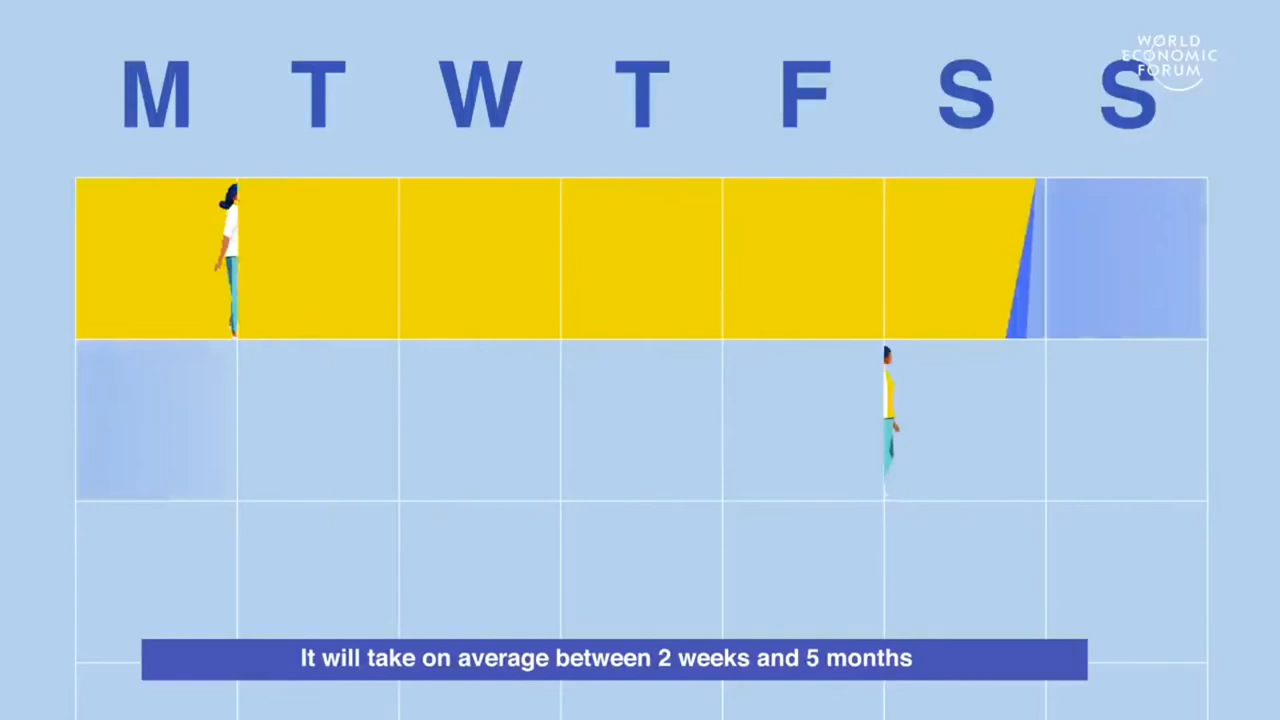 WORLD
ECONOMIC
FORUM
M T W T F S S
It will take on average between 2 weeks and 5 months